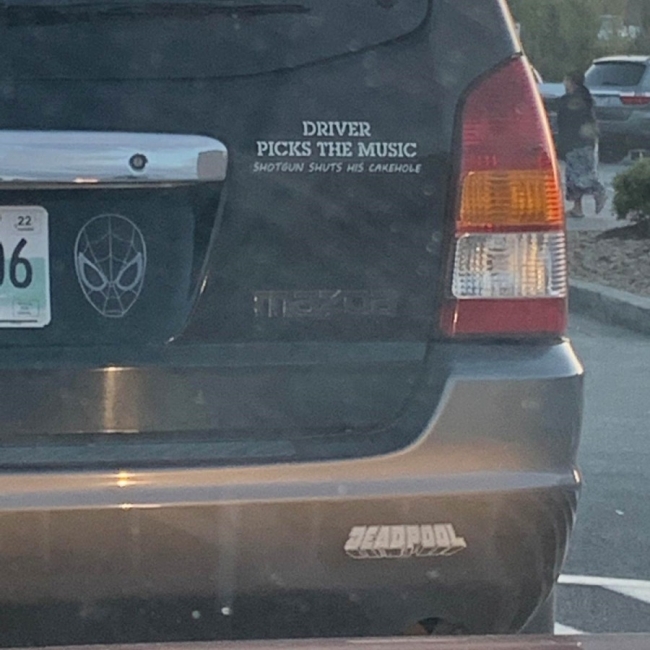 DRIVER
PICKS THE MUSIC
SHOTGUN SHUTS HIS CAKEHOLE
22
06
mazda
DEADPOOL